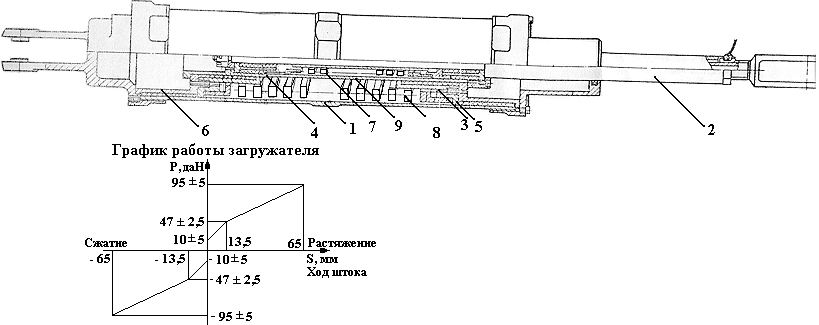 6 4 1 7 9 8 3 5 2
График работы загружателя
Р,даН
95 ± 5
47 ± 2,5
10 ± 5
Сжатие 13,5 65 Растяжение
- 65 - 13,5 - 10 ± 5 S, мм
Ход штока
- 47 ± 2,5
- 95 ± 5